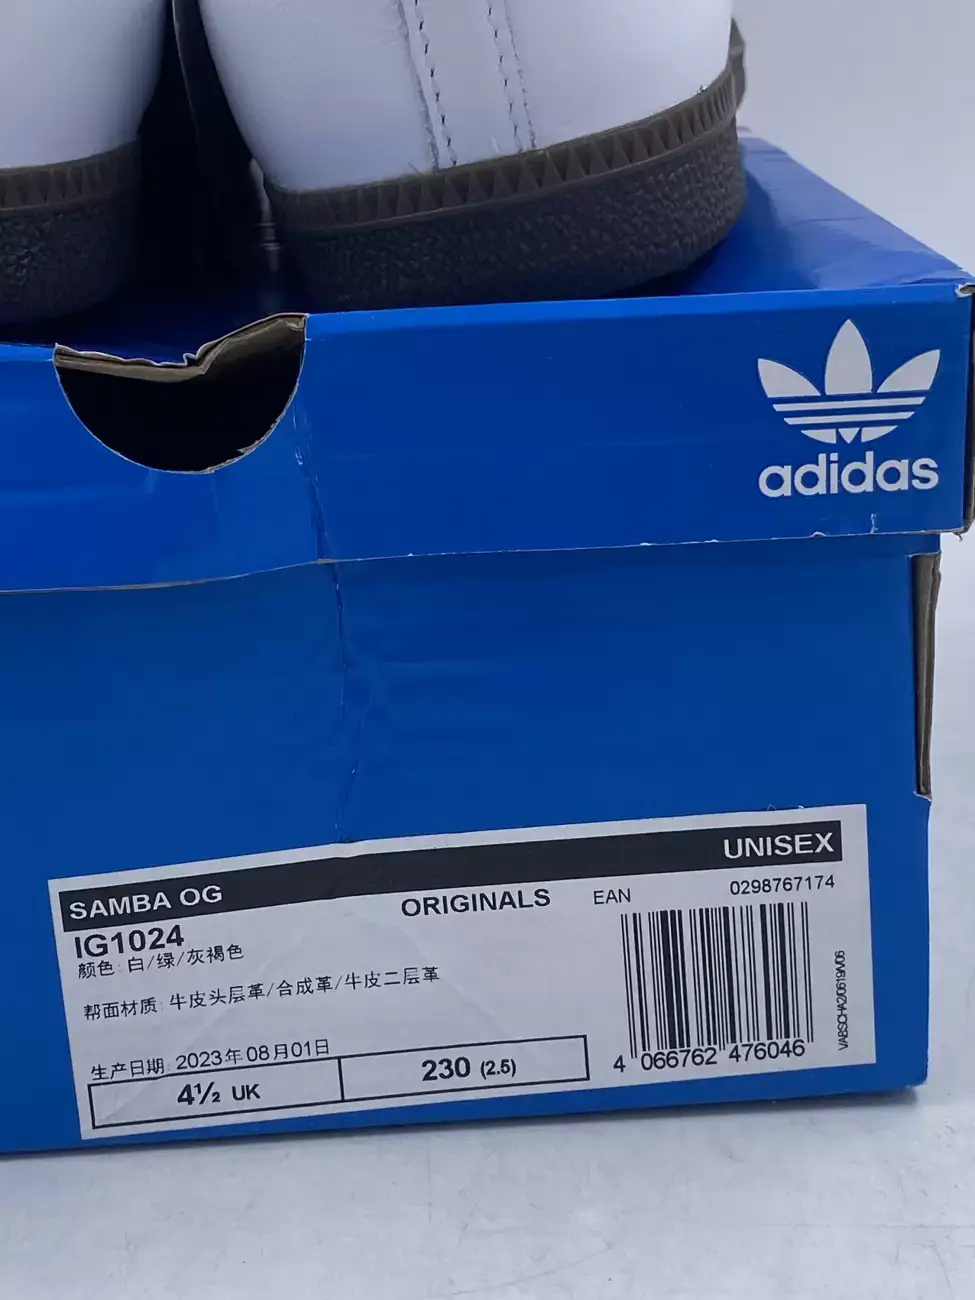 adidas
SAMBA OG
UNISEX
IG1024
ORIGINALS
EAN
0298767174
颜色: 白/绿/灰褐色
帮面材质: 牛皮头层革/合成革/牛皮二层革
生产日期: 2023年08月01日
4½ UK
230 (2.5)
4 066762 476046